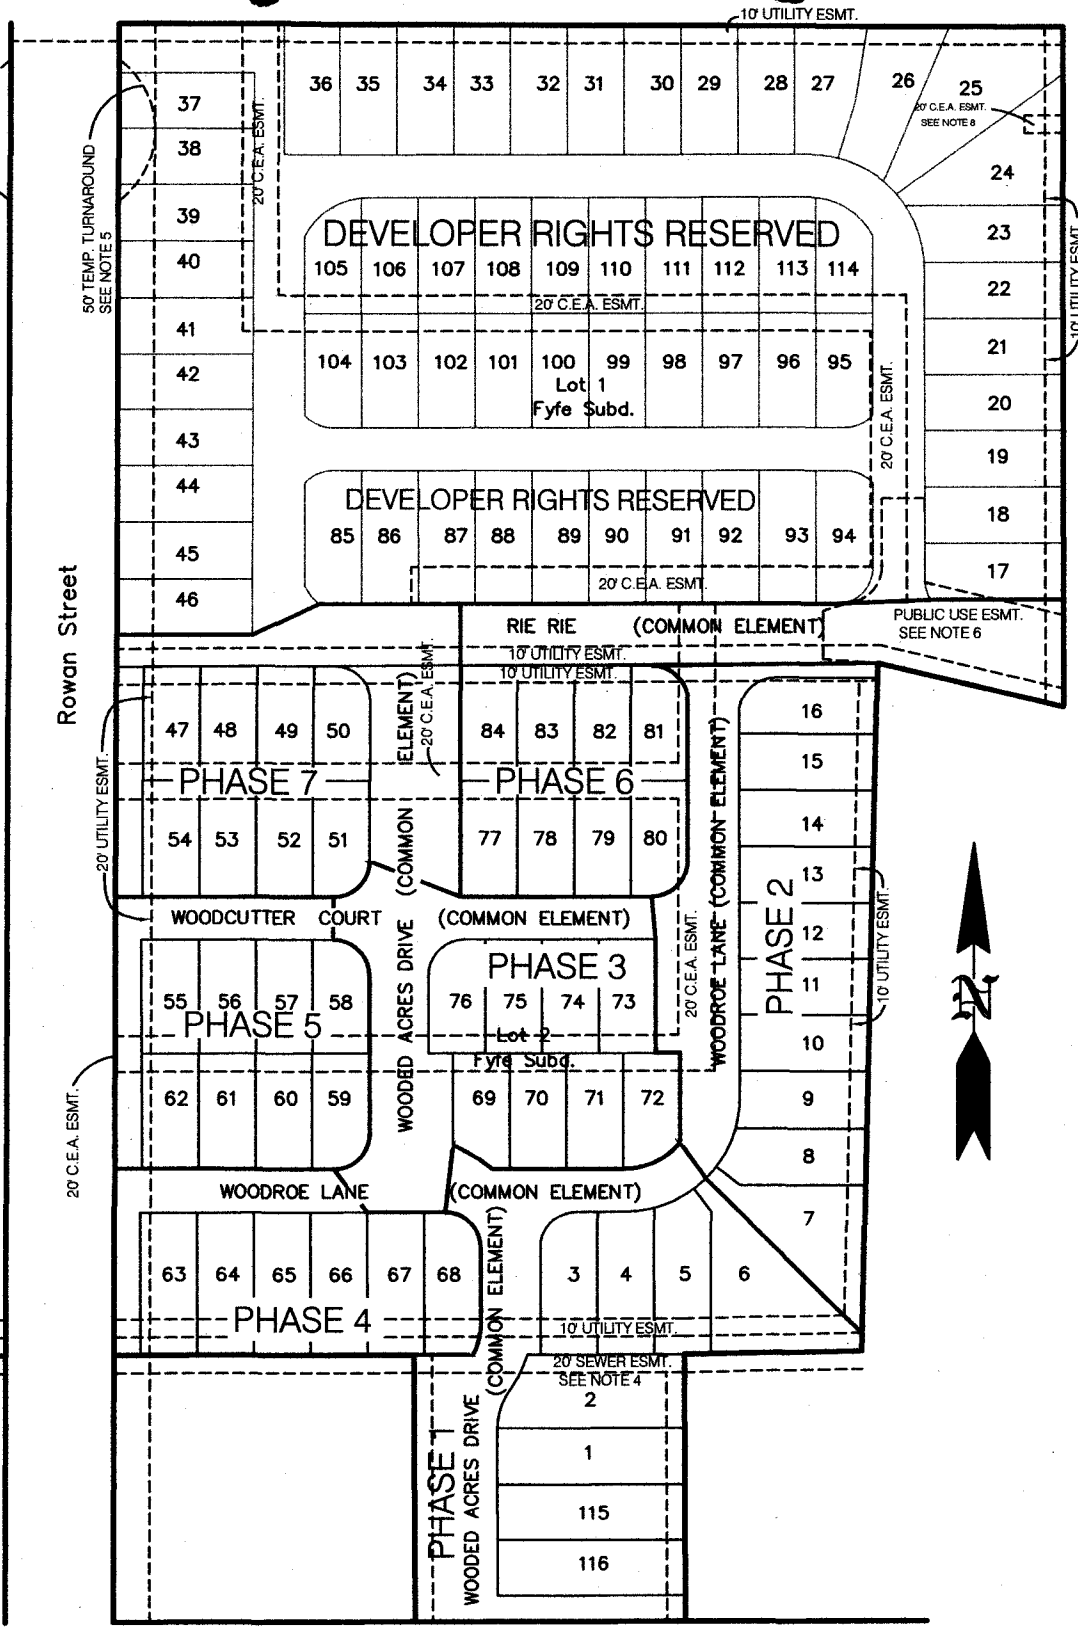 10' UTILITY ESMT.
36 35 34 33 32 31 30 29 28 27 26 25
20' C.E.A. ESMT.
SEE NOTE 8
37
38
39
40
41
42
43
44
45
46
20' C.E.A. ESMT.
50' TEMP. TURNAROUND
SEE NOTE 5
24
23
22
21
20
19
18
17
10' UTILITY ESMT.
DEVELOPER RIGHTS RESERVED
105 106 107 108 109 110 111 112 113 114
20' C.E.A. ESMT.
104 103 102 101 100 99 98 97 96 95
Lot 1
Fyfe Subd.
20' C.E.A. ESMT.
DEVELOPER RIGHTS RESERVED
85 86 87 88 89 90 91 92 93 94
20' C.E.A. ESMT.
Rowan Street
RIE RIE (COMMON ELEMENT)
PUBLIC USE ESMT.
SEE NOTE 6
10' UTILITY ESMT.
10' UTILITY ESMT.
20' C.E.A. ESMT.
47 48 49 50
PHASE 7
54 53 52 51
20' UTILITY ESMT.
84 83 82 81
PHASE 6
77 78 79 80
WOODED ACRES DRIVE (COMMON ELEMENT)
WOODROE LANE (COMMON ELEMENT)
16
15
14
13
12
11
10
9
8
7
PHASE 2
10' UTILITY ESMT.
N
WOODCUTTER COURT (COMMON ELEMENT)
20' C.E.A. ESMT.
55 56 57 58
PHASE 5
62 61 60 59
20' C.E.A. ESMT.
PHASE 3
76 75 74 73
Lot 2
Fyfe Subd.
69 70 71 72
WOODROE LANE (COMMON ELEMENT)
63 64 65 66 67 68
PHASE 4
3 4 5 6
10' UTILITY ESMT.
20' SEWER ESMT.
SEE NOTE 4
WOODED ACRES DRIVE (COMMON ELEMENT)
PHASE 1
2
1
115
116